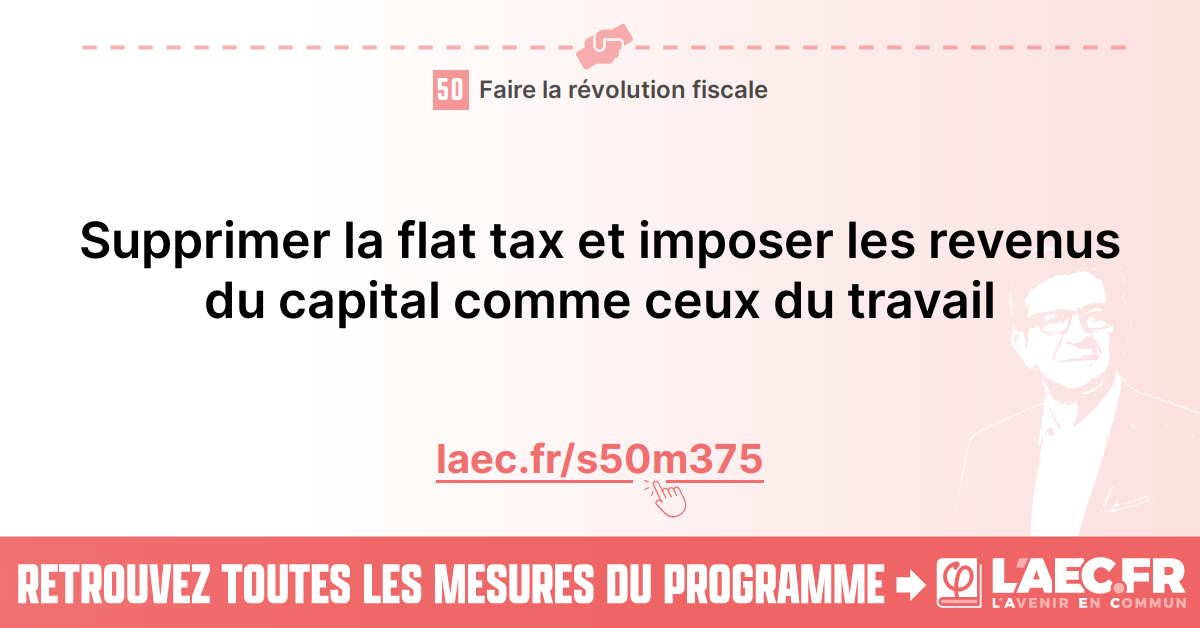 50 Faire la révolution fiscale
Supprimer la flat tax et imposer les revenus
du capital comme ceux du travail
laec.fr/s50m375
RETROUVEZ TOUTES LES MESURES DU PROGRAMME
L'AEC.FR
L'AVENIR EN COMMUN